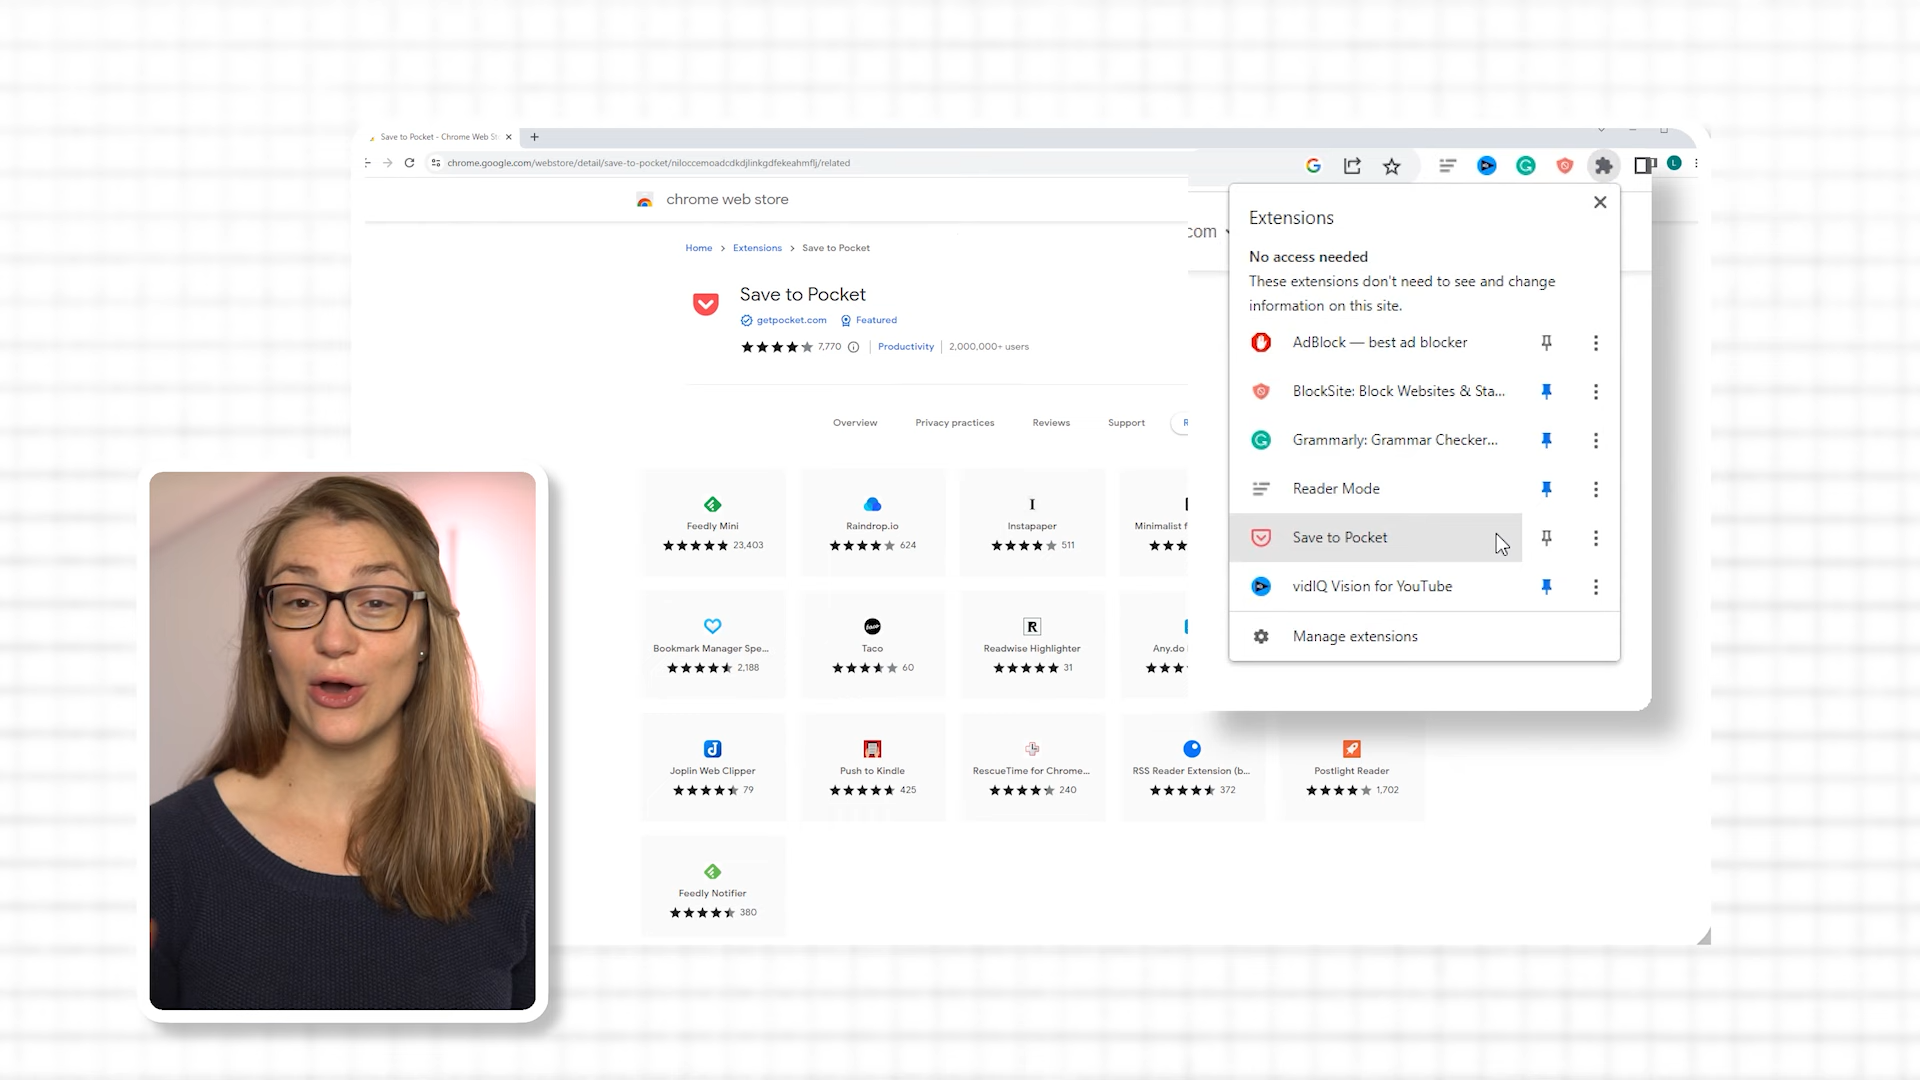 Save to Pocket - Chrome Web St
chrome.google.com/webstore/detail/save-to-pocket/niloccemoadcdkdjlinkgdfekeahmflj/related
L
chrome web store
com
Home > Extensions > Save to Pocket
Save to Pocket
getpocket.com Featured
7,770 Productivity 2,000,000+ users
Overview Privacy practices Reviews Support R
Feedly Mini
23,403
Raindrop.io
624
Instapaper
511
Minimalist f
Bookmark Manager Spe...
2,188
Taco
60
Readwise Highlighter
31
Any.do
Joplin Web Clipper
79
Push to Kindle
425
RescueTime for Chrome...
240
RSS Reader Extension (b...
372
Postlight Reader
1,702
Feedly Notifier
380
Extensions
No access needed
These extensions don't need to see and change
information on this site.
AdBlock — best ad blocker
BlockSite: Block Websites & Sta...
Grammarly: Grammar Checker...
Reader Mode
Save to Pocket
vidIQ Vision for YouTube
Manage extensions